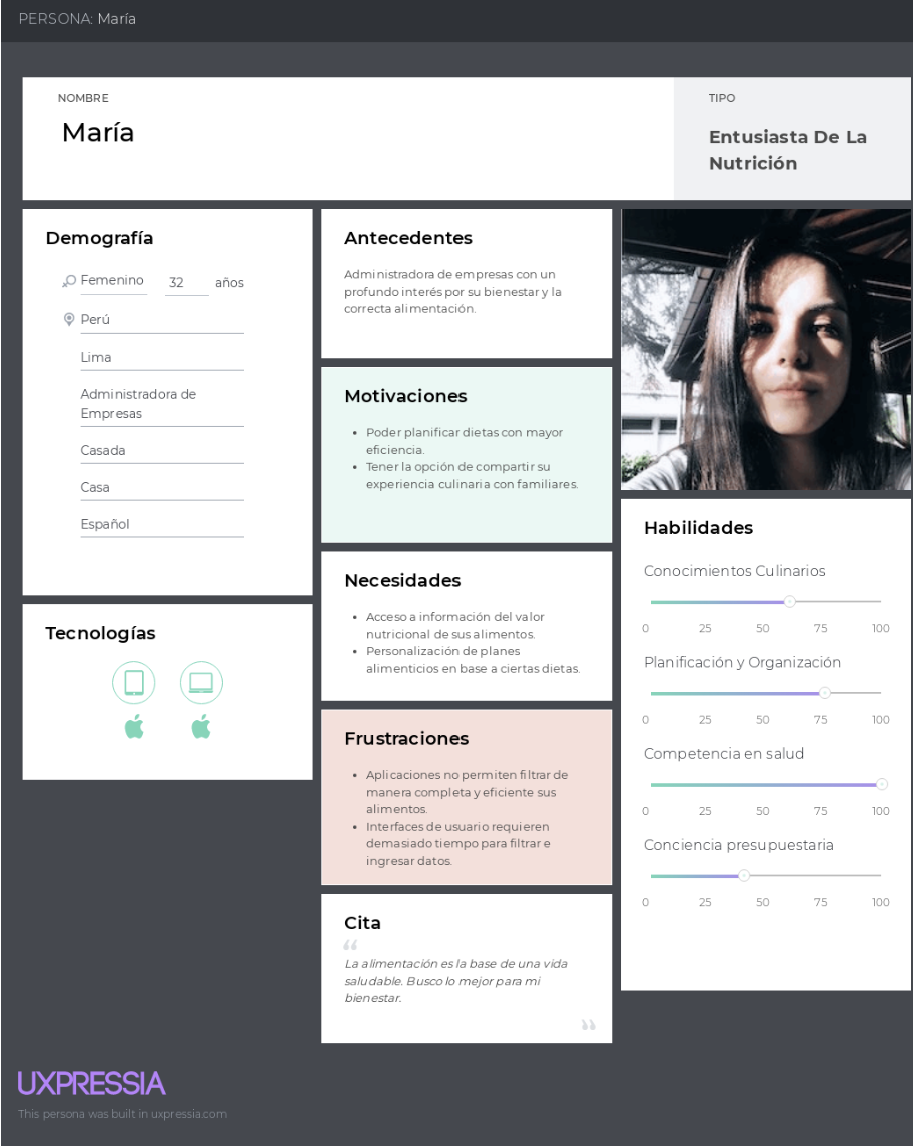 PERSONA: María
NOMBRE
María
TIPO
Entusiasta De La
Nutrición
Demografía
Femenino 32 años
Perú
Lima
Administradora de
Empresas
Casada
Casa
Español
Tecnologías
Antecedentes
Administradora de empresas con un
profundo interés por su bienestar y la
correcta alimentación.
Motivaciones
• Poder planificar dietas con mayor
eficiencia.
• Tener la opción de compartir su
experiencia culinaria con familiares.
Necesidades
• Acceso a información del valor
nutricional de sus alimentos.
• Personalización de planes
alimenticios en base a ciertas dietas.
Frustraciones
• Aplicaciones no permiten filtrar de
manera completa y eficiente sus
alimentos.
• Interfaces de usuario requieren
demasiado tiempo para filtrar e
ingresar datos.
Cita
“
La alimentación es la base de una vida
saludable. Busco lo mejor para mi
bienestar.
”
Habilidades
Conocimientos Culinarios
0 25 50 75 100
Planificación y Organización
0 25 50 75 100
Competencia en salud
0 25 50 75 100
Conciencia presupuestaria
0 25 50 75 100
UXPRESSIA
This persona was built in uxpressia.com